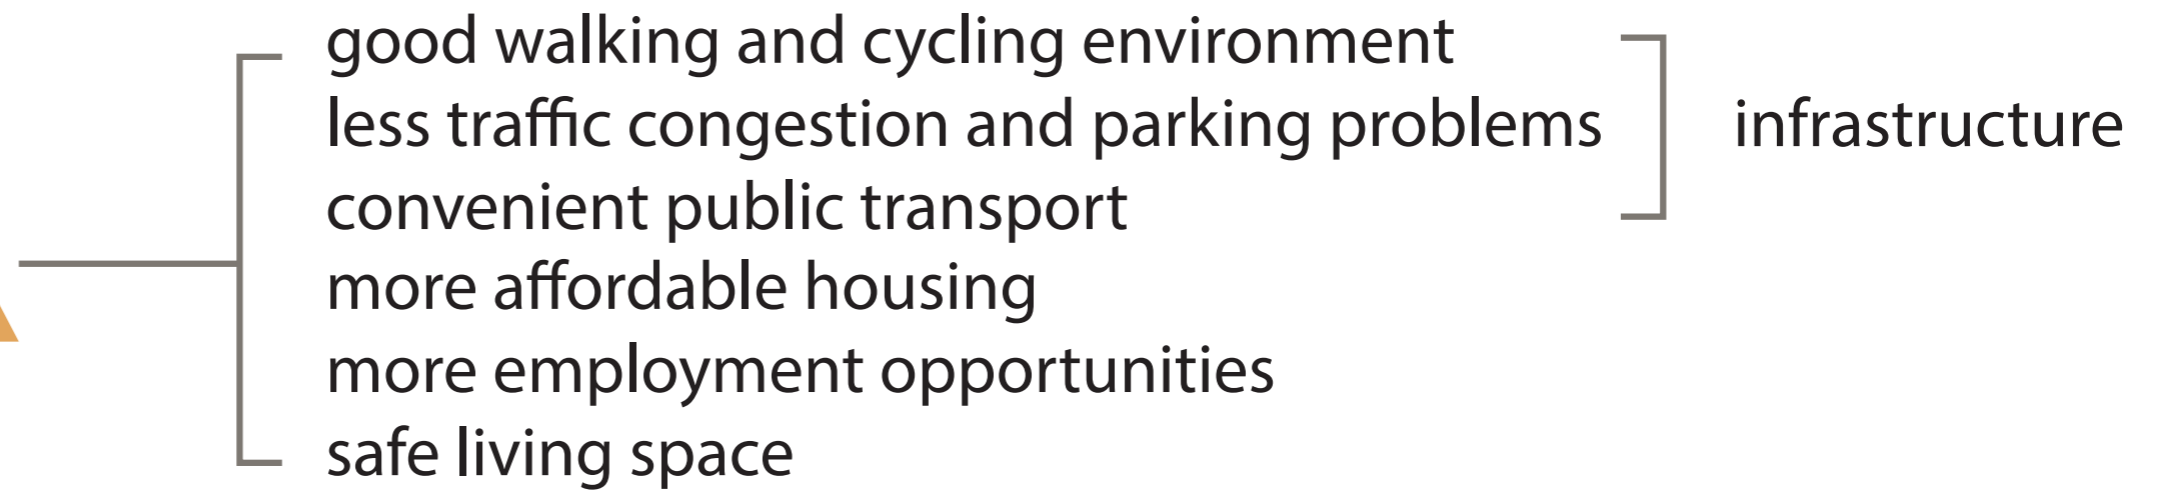 good walking and cycling environment
less traffic congestion and parking problems
infrastructure
convenient public transport
more affordable housing
more employment opportunities
safe living space